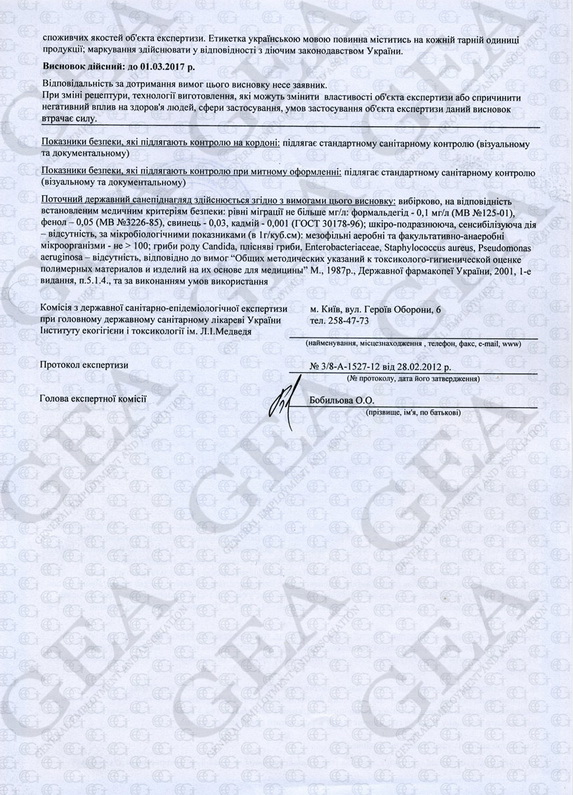 споживчих якостей об'єкта експертизи. Етикетка українською мовою повинна міститись на кожній тарній одиниці
продукції; маркування здійснювати у відповідності з діючим законодавством України.
Висновок дійсний: до 01.03.2017 р.
Відповідальність за дотримання вимог цього висновку несе заявник.
При зміні рецептури, технології виготовлення, які можуть змінити властивості об'єкта експертизи або спричинити
негативний вплив на здоров'я людей, сфери застосування, умов застосування об'єкта експертизи даний висновок
втрачає силу.
Показники безпеки, які підлягають контролю на кордоні: підлягає стандартному санітарному контролю (візуальному
та документальному)
Показники безпеки, які підлягають контролю при митному оформленні: підлягає стандартному санітарному контролю
(візуальному та документальному)
Поточний державний санепіднагляд здійснюється згідно з вимогами цього висновку: вибірково, на відповідність
встановленим медичним критеріям безпеки: рівні міграції не більше мг/л: формальдегід - 0,1 мг/л (МВ №125-01),
фенол – 0,05 (МВ №3226-85), свинець - 0,03, кадмій - 0,001 (ГОСТ 30178-96); шкіро-подразнююча, сенсибілізуюча дія
– відсутність, за мікробіологічними показниками (в 1г/куб.см): мезофільні аеробні та факультативно-анаеробні
мікроорганізми - не > 100; гриби роду Candida, плісняві гриби, Enterobacteriaceae, Staphylococcus aureus, Pseudomonas
aeruginosa – відсутність, відповідно до вимог "Общих методических указаний к токсиколого-гигиенической оценке
полимерных материалов и изделий на их основе для медицины" М., 1987р., Державної фармакопеї України, 2001, 1-е
видання, п.5.1.4., та за виконанням умов використання
Комісія з державної санітарно-епідеміологічної експертизи
при головному державному санітарному лікареві України
Інституту екогігієни і токсикології ім. Л.І.Медведя
м. Київ, вул. Героїв Оборони, 6
тел. 258-47-73
(найменування, місцезнаходження , телефон, факс, e-mail, www)
Протокол експертизи
№ 3/8-А-1527-12 від 28.02.2012 р.
(№ протоколу, дата його затвердження)
Голова експертної комісії
Бобильова О.О.
(прізвище, ім'я, по батькові)
GEA
GENERAL EMPLOYMENT AND ASSOCIATION